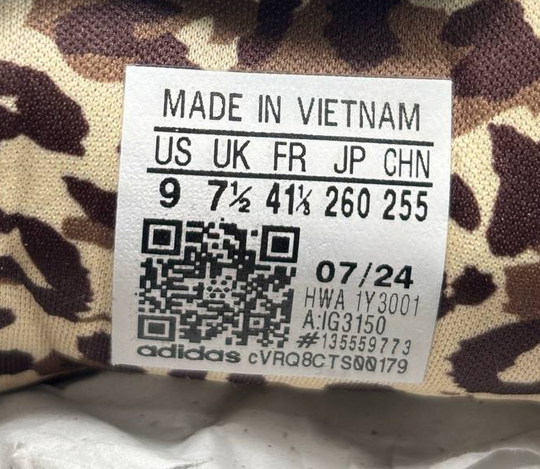 MADE IN VIETNAM
US UK FR JP CHN
9 7½ 41⅓ 260 255
07/24
HWA 1Y3001
A:IG3150
#135559773
adidas cVRQ8CTS00179